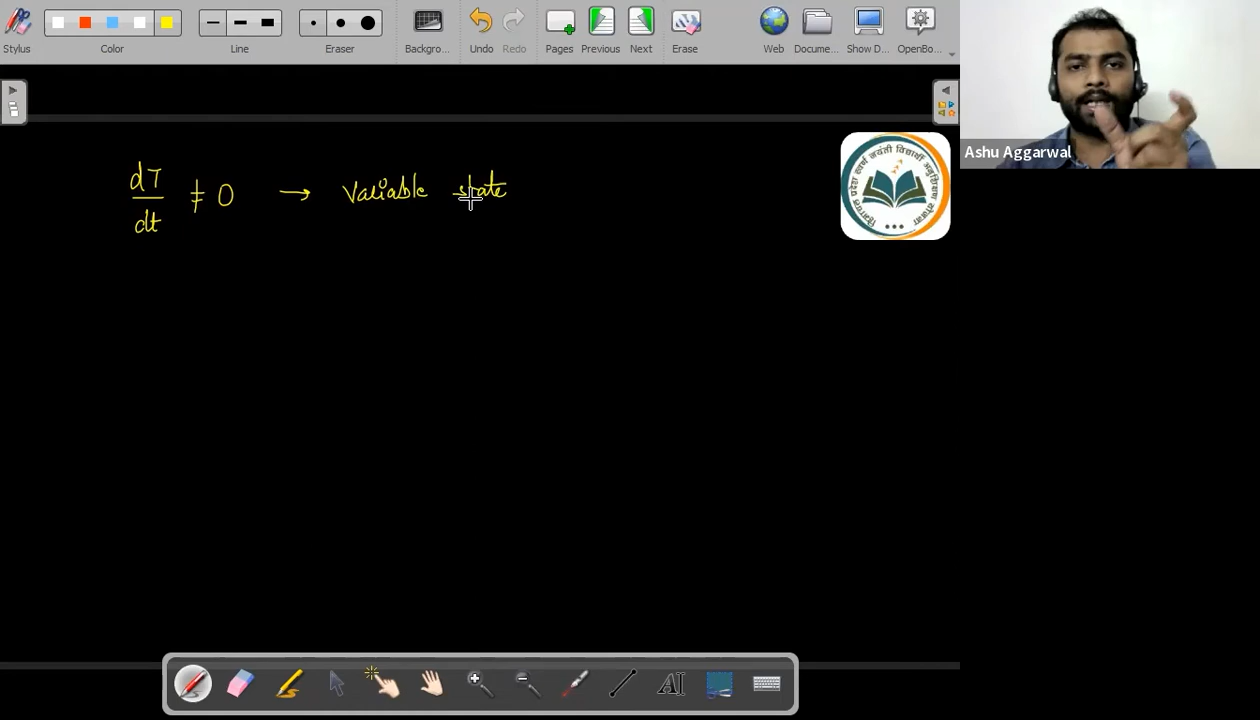 Stylus Color Line Eraser Backgro... Undo Redo Pages Previous Next Erase Web Docume... Show D... OpenBo...
Ashu Aggarwal
dT/dt ≠ 0 → Variable state
AI